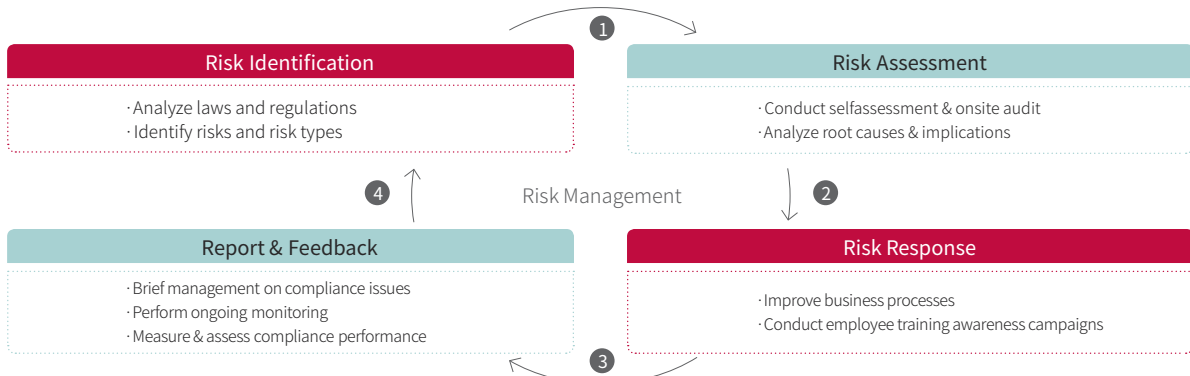 1
Risk Identification
· Analyze laws and regulations
· Identify risks and risk types
Risk Assessment
· Conduct selfassessment & onsite audit
· Analyze root causes & implications
4
Risk Management
2
Report & Feedback
· Brief management on compliance issues
· Perform ongoing monitoring
· Measure & assess compliance performance
Risk Response
· Improve business processes
· Conduct employee training awareness campaigns
3